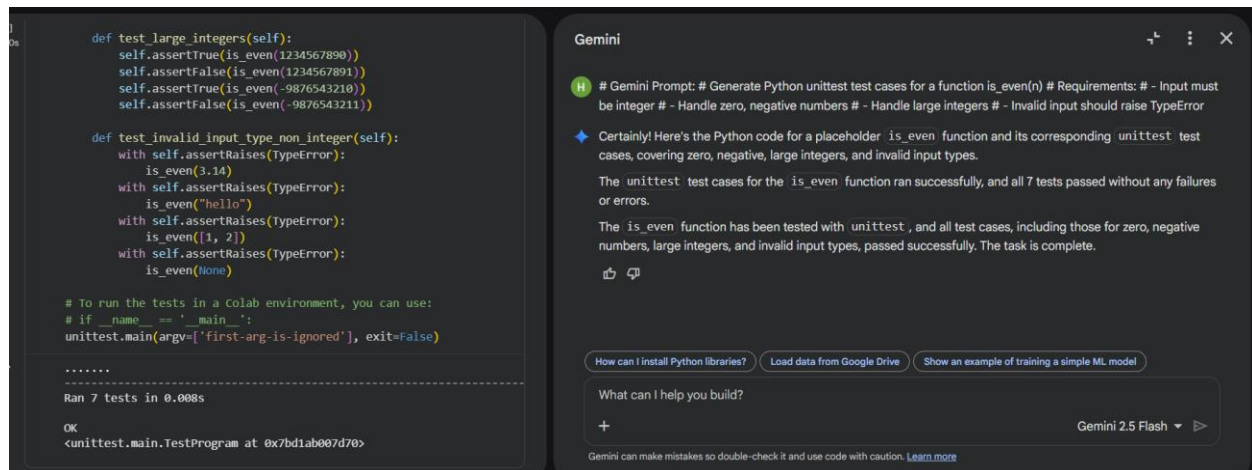 ]
0s
def test_large_integers(self):
self.assertTrue(is_even(1234567890))
self.assertFalse(is_even(1234567891))
self.assertTrue(is_even(-9876543210))
self.assertFalse(is_even(-9876543211))
def test_invalid_input_type_non_integer(self):
with self.assertRaises(TypeError):
is_even(3.14)
with self.assertRaises(TypeError):
is_even("hello")
with self.assertRaises(TypeError):
is_even([1, 2])
with self.assertRaises(TypeError):
is_even(None)
# To run the tests in a Colab environment, you can use:
# if __name__ == '__main__':
unittest.main(argv=['first-arg-is-ignored'], exit=False)
.......
----------------------------------------------------------------------
Ran 7 tests in 0.008s
OK
<unittest.main.TestProgram at 0x7bd1ab007d70>
Gemini
H
# Gemini Prompt: # Generate Python unittest test cases for a function is_even(n) # Requirements: # - Input must
be integer # - Handle zero, negative numbers # - Handle large integers # - Invalid input should raise TypeError
Certainly! Here's the Python code for a placeholder is_even function and its corresponding unittest test
cases, covering zero, negative, large integers, and invalid input types.
The unittest test cases for the is_even function ran successfully, and all 7 tests passed without any failures
or errors.
The is_even function has been tested with unittest , and all test cases, including those for zero, negative
numbers, large integers, and invalid input types, passed successfully. The task is complete.
How can I install Python libraries?
Load data from Google Drive
Show an example of training a simple ML model
What can I help you build?
Gemini 2.5 Flash
Gemini can make mistakes so double-check it and use code with caution. Learn more